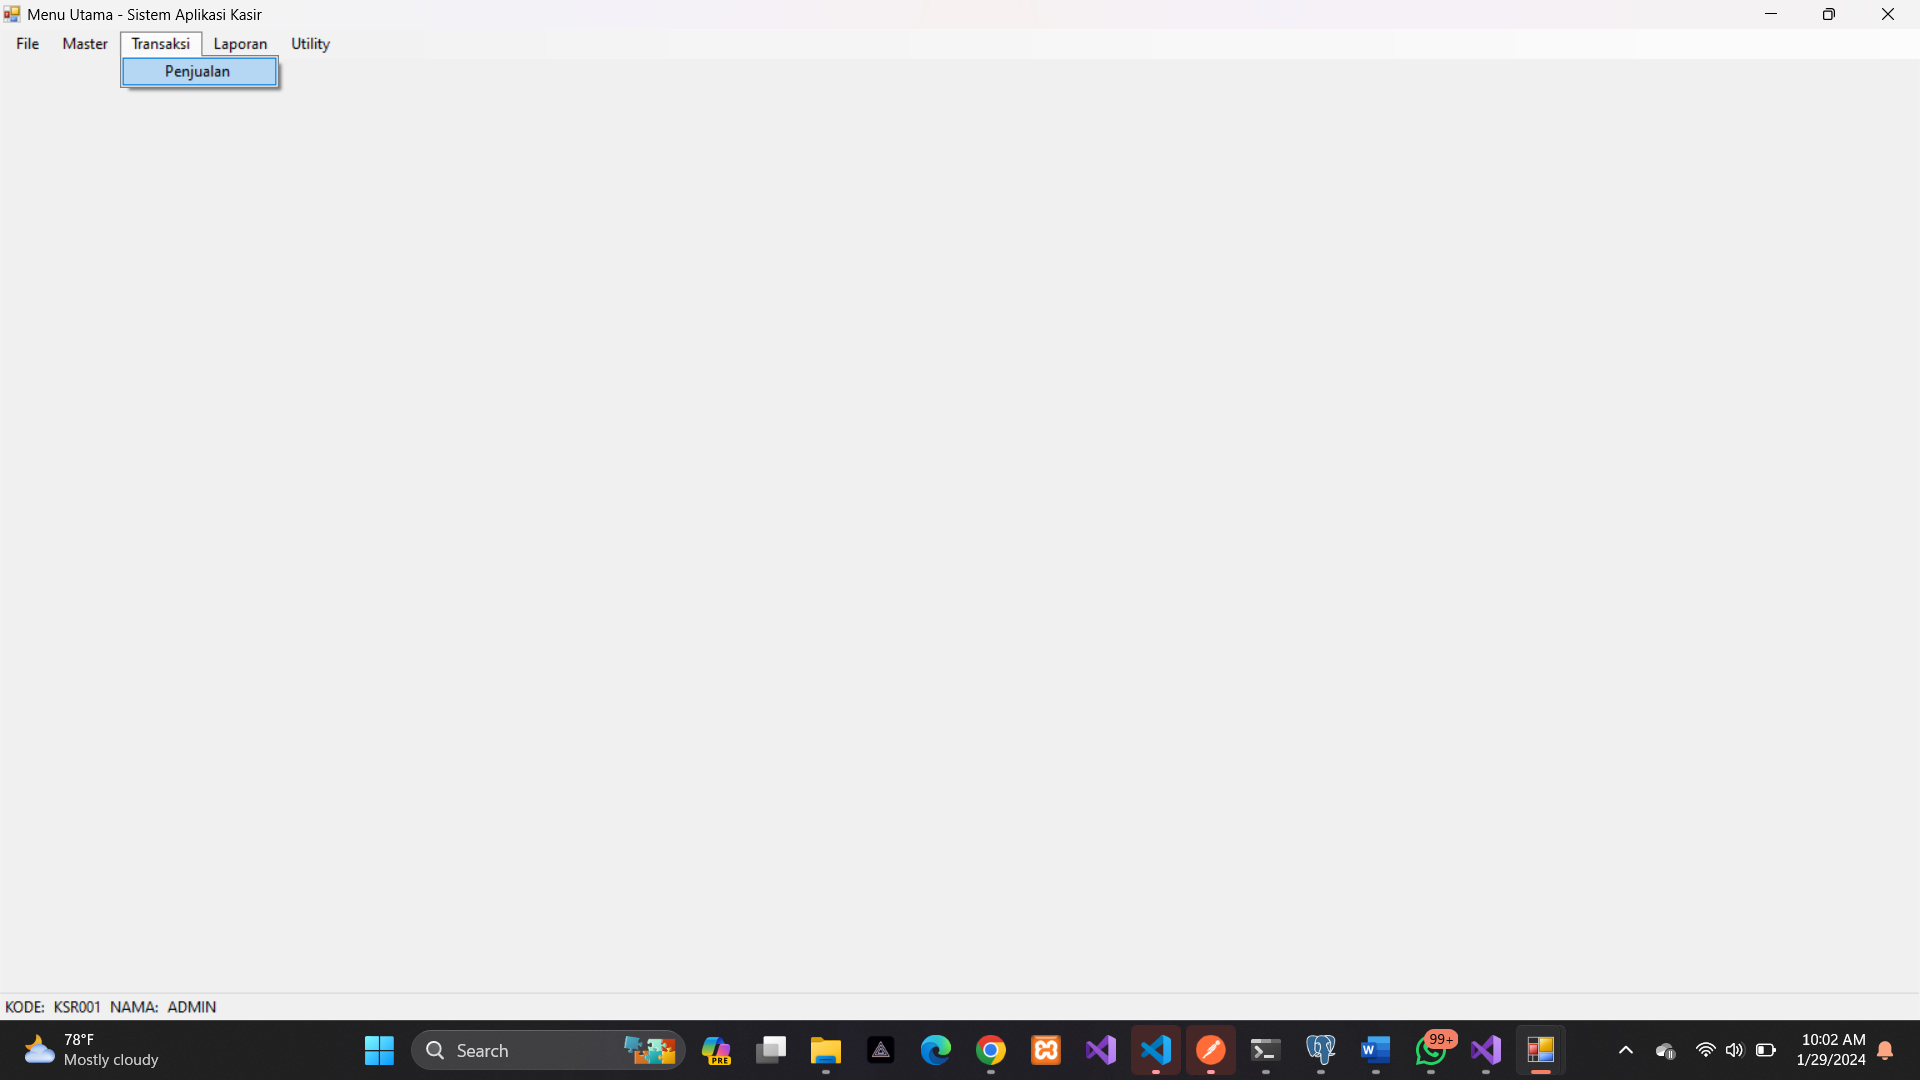 Menu Utama - Sistem Aplikasi Kasir
File Master Transaksi Laporan Utility
Penjualan
KODE: KSR001 NAMA: ADMIN
78°F
Mostly cloudy
Search
PRE
99+
10:02 AM
1/29/2024